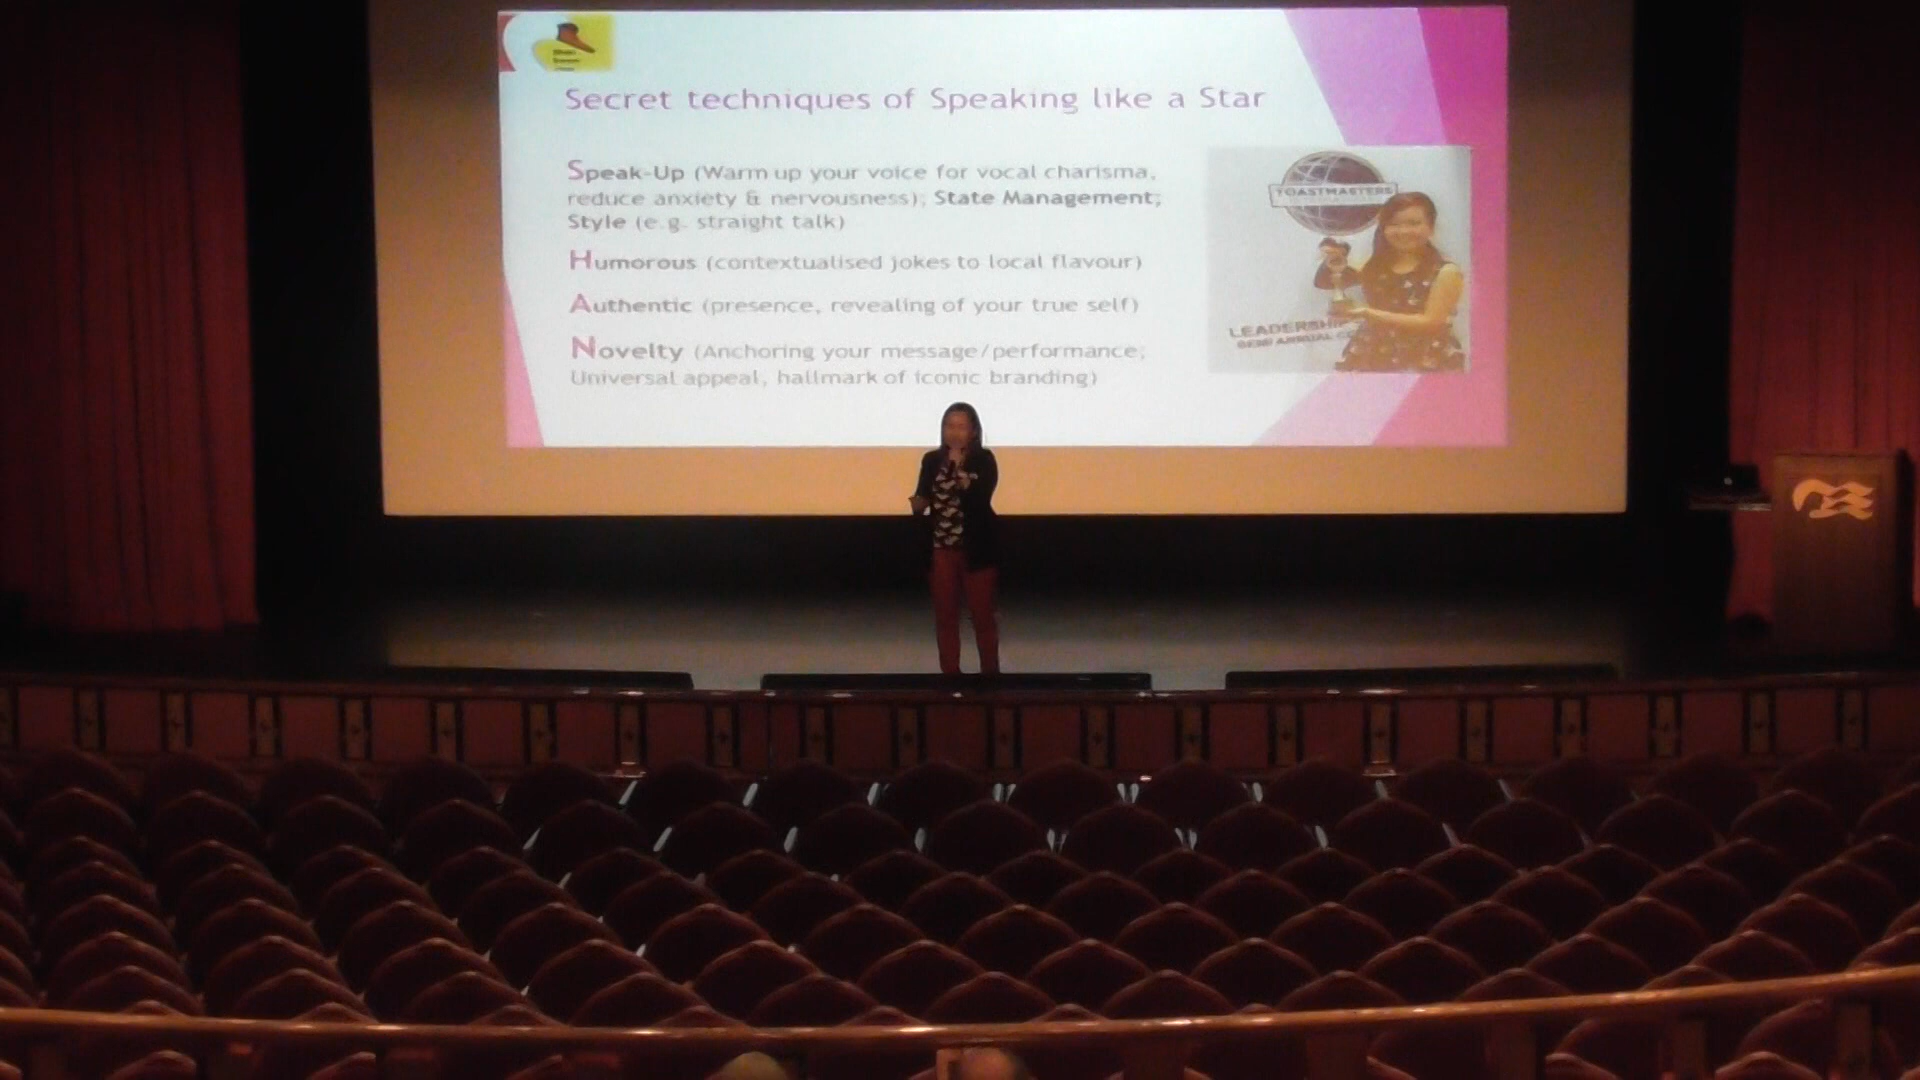 Secret techniques of Speaking like a Star
Speak-Up (Warm up your voice for vocal charisma,
reduce anxiety & nervousness); State Management;
Style (e.g. straight talk)
Humorous (contextualised jokes to local flavour)
Authentic (presence, revealing of your true self)
Novelty (Anchoring your message/performance;
Universal appeal, hallmark of iconic branding)
TOASTMASTERS
LEADERSHIP
SEMI ANNUAL